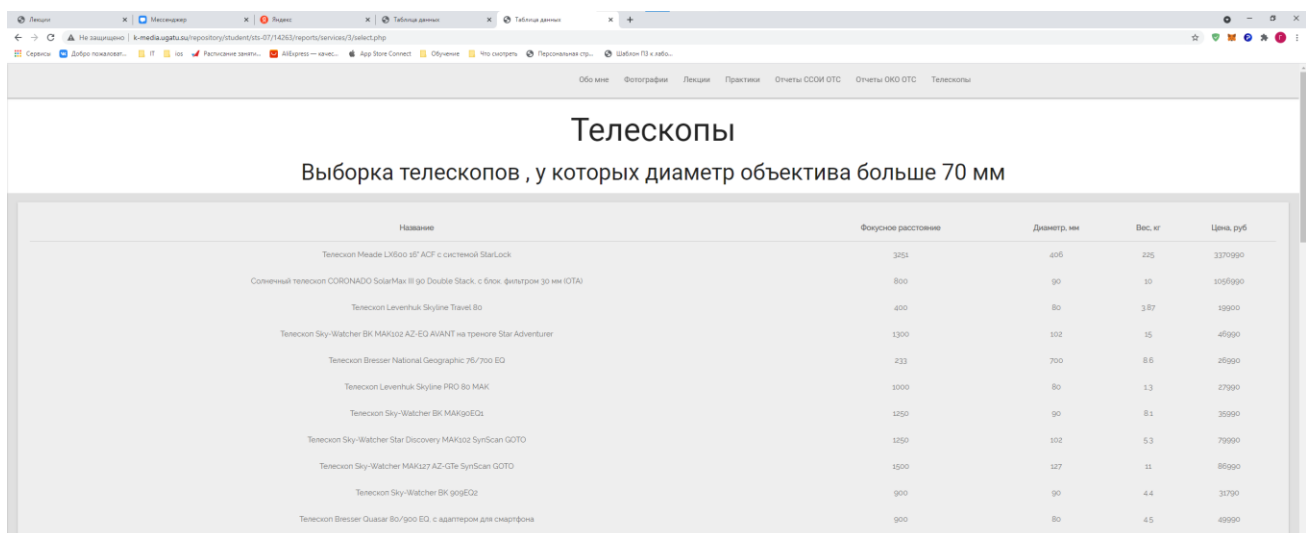 Лекции
Мессенджер
Яндекс
Таблица данных
Таблица данных
Не защищено | k-media.ugatu.su/repository/student/sts-07/14263/reports/services/3/select.php
Сервисы Добро пожаловат... IT ios Расписание заняти... AliExpress — качес... App Store Connect Обучение Что смотреть Персональная стр... Шаблон ПЗ к лабо...
Обо мне Фотографии Лекции Практики Отчеты ССОИ ОТС Отчеты ОКО ОТС Телескопы
Телескопы
Выборка телескопов , у которых диаметр объектива больше 70 мм
Название Фокусное расстояние Диаметр, мм Вес, кг Цена, руб
Телескоп Meade LX600 16" ACF с системой StarLock 3251 406 225 3370990
Солнечный телескоп CORONADO SolarMax III 90 Double Stack, с блок. фильтром 30 мм (OTA) 800 90 10 1056990
Телескоп Levenhuk Skyline Travel 80 400 80 3.87 19900
Телескоп Sky-Watcher BK MAK102 AZ-EQ AVANT на треноге Star Adventurer 1300 102 15 46990
Телескоп Bresser National Geographic 76/700 EQ 233 700 8.6 26990
Телескоп Levenhuk Skyline PRO 80 MAK 1000 80 1.3 27990
Телескоп Sky-Watcher BK MAK90EQ1 1250 90 8.1 35990
Телескоп Sky-Watcher Star Discovery MAK102 SynScan GOTO 1250 102 5.3 79990
Телескоп Sky-Watcher MAK127 AZ-GTe SynScan GOTO 1500 127 11 86990
Телескоп Sky-Watcher BK 909EQ2 900 90 4.4 31790
Телескоп Bresser Quasar 80/900 EQ, с адаптером для смартфона 900 80 4.5 49990